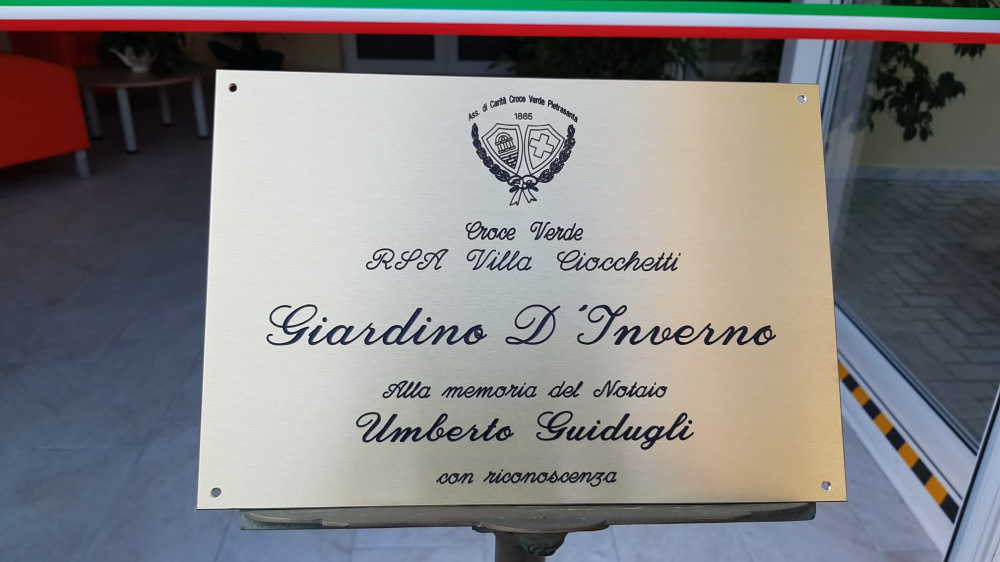 Ass. di Carità Croce Verde Pietrasanta
1865
Croce Verde
RSA Villa Ciocchetti
Giardino D'Inverno
Alla memoria del Notaio
Umberto Guidugli
con riconoscenza